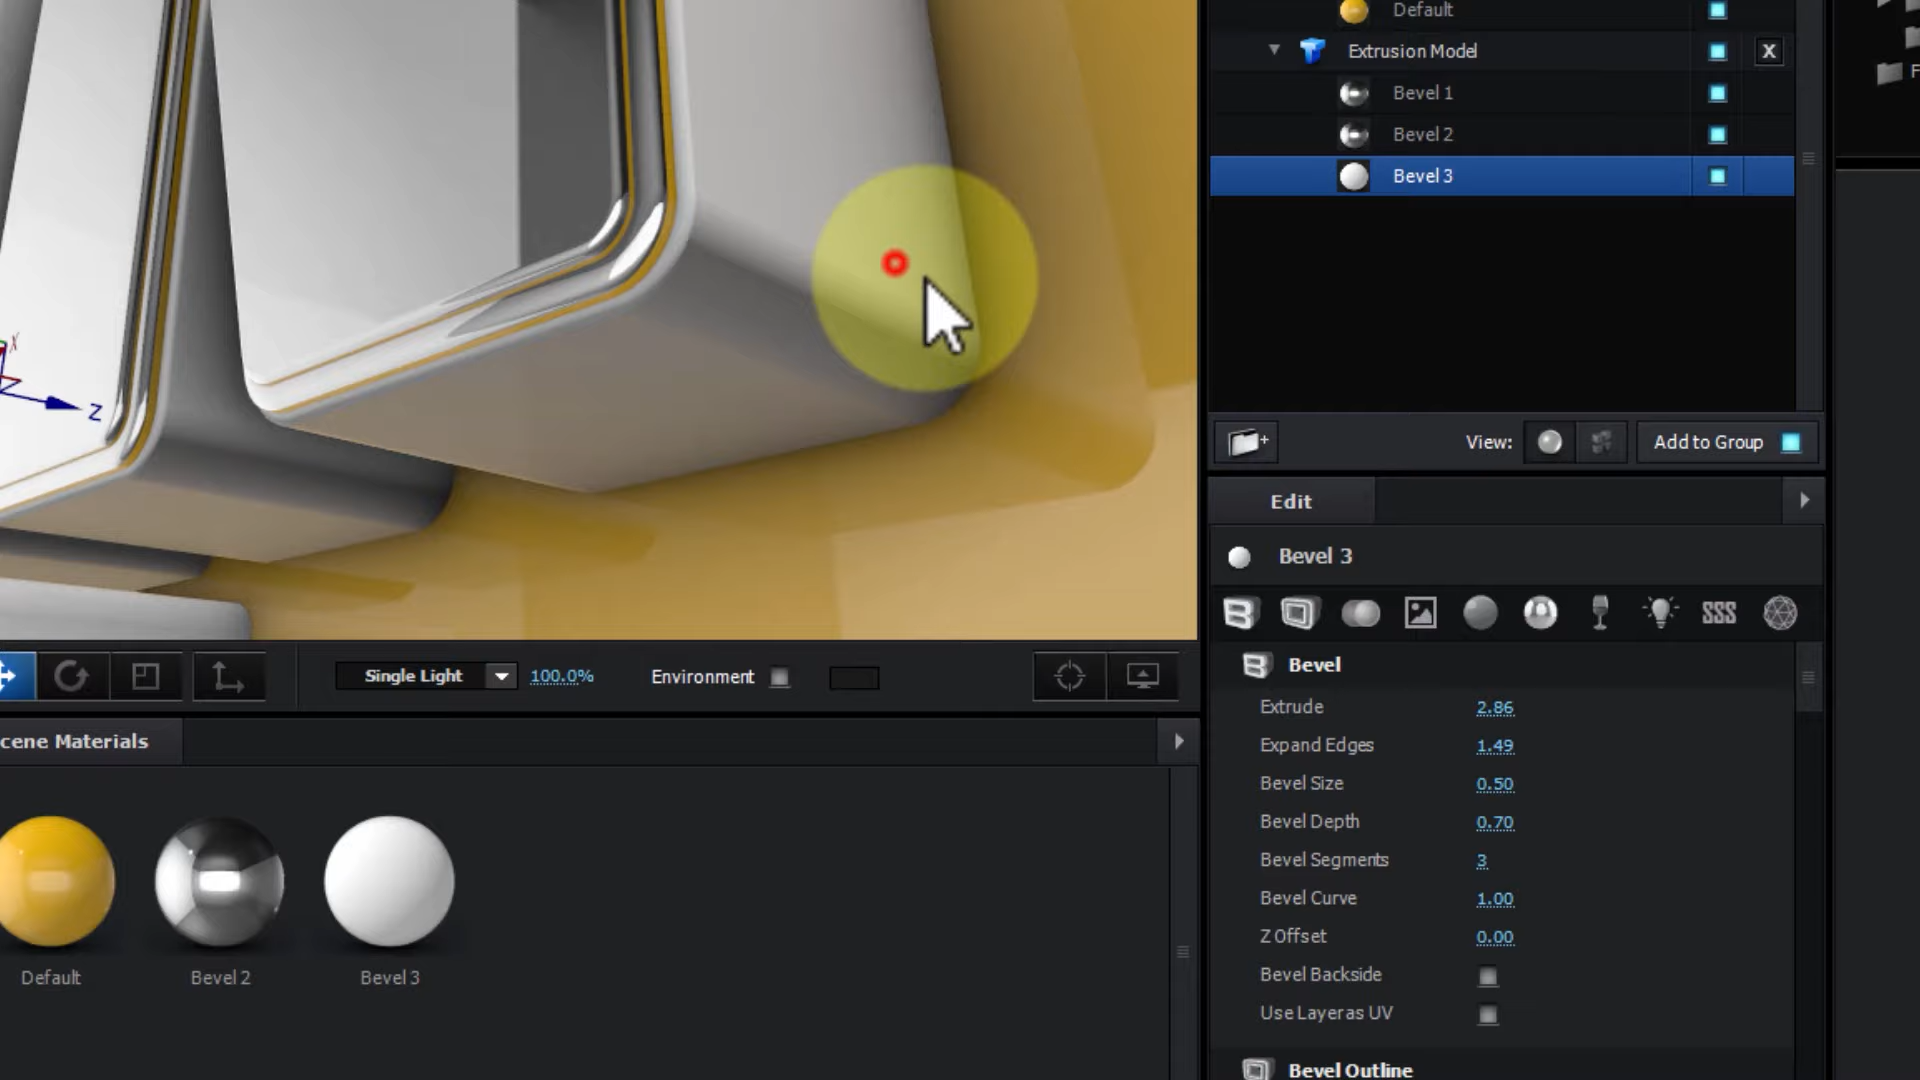 Default
Extrusion Model
X
Bevel 1
Bevel 2
Bevel 3
F
X
Z
View:
Add to Group
Edit
Bevel 3
SSS
Bevel
Extrude 2.86
Expand Edges 1.49
Bevel Size 0.50
Bevel Depth 0.70
Bevel Segments 3
Bevel Curve 1.00
Z Offset 0.00
Bevel Backside
Use Layer as UV
Bevel Outline
Single Light
100.0%
Environment
cene Materials
Default
Bevel 2
Bevel 3